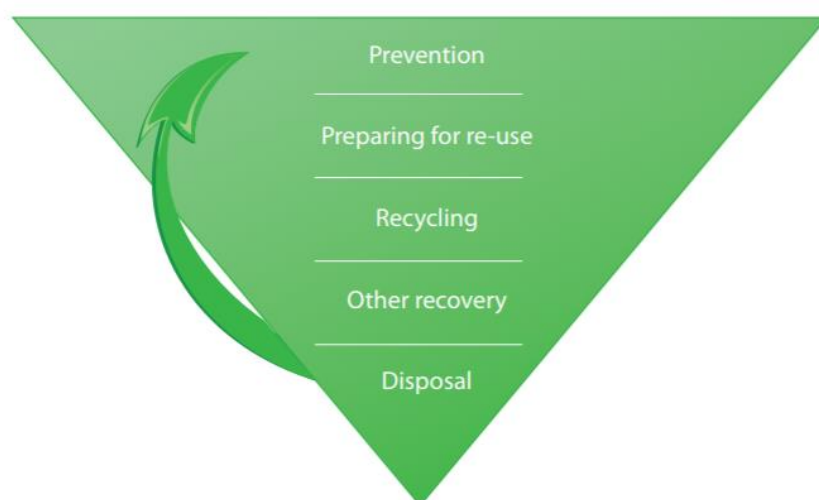 Prevention
Preparing for re-use
Recycling
Other recovery
Disposal